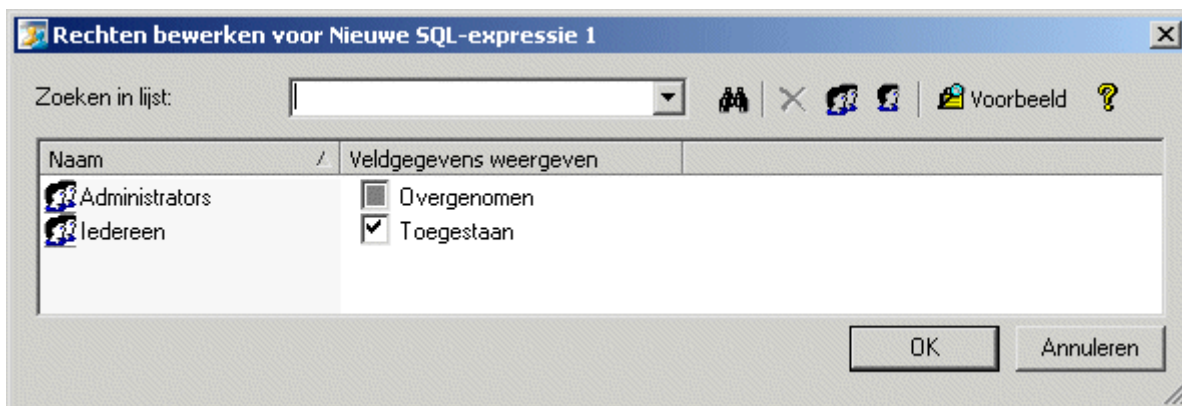 Rechten bewerken voor Nieuwe SQL-expressie 1
Zoeken in lijst:
Voorbeeld
Naam Veldgegevens weergeven
Administrators Overgenomen
Iedereen Toegestaan
OK Annuleren